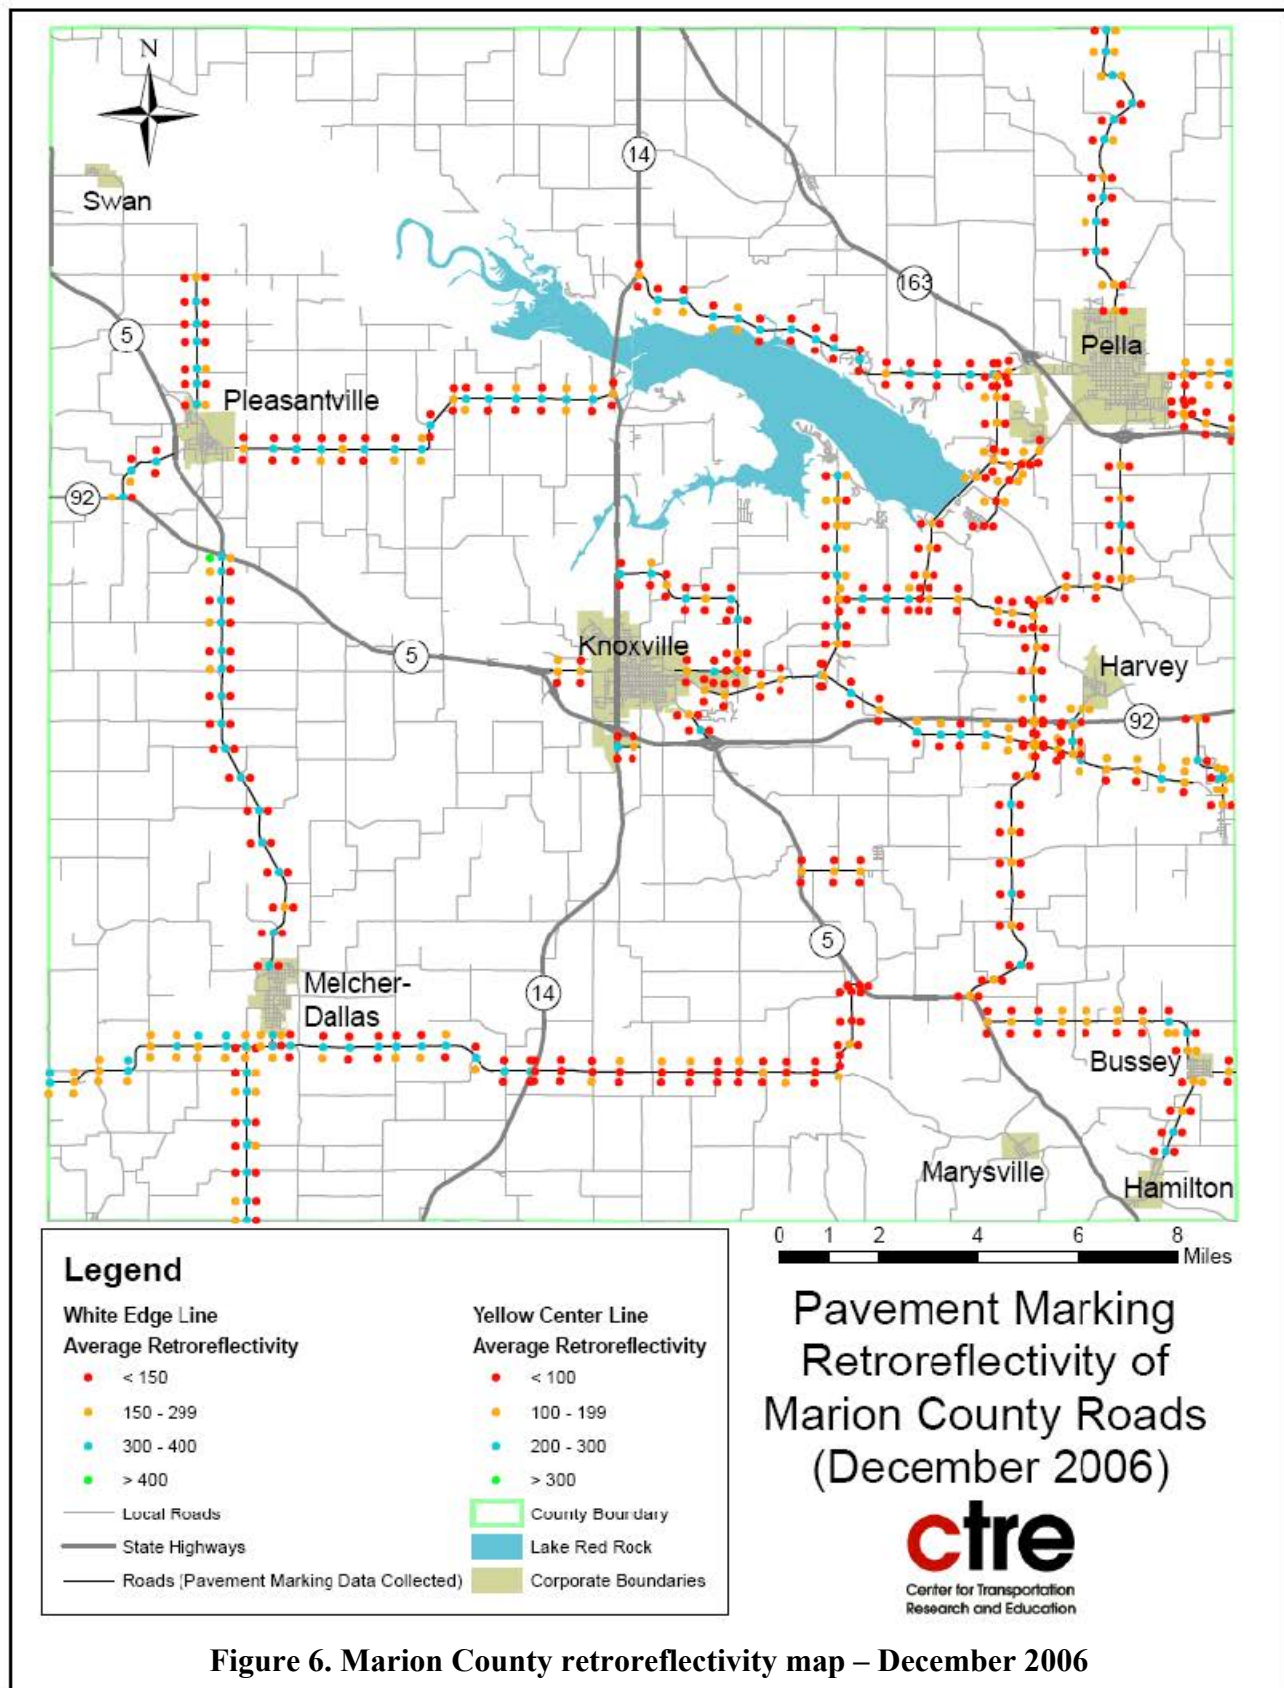 N
14
Swan
163
5
Pella
Pleasantville
92
Knoxville
5
Harvey
92
5
Melcher-
Dallas
14
Bussey
Marysville
Hamilton
0 1 2 4 6 8
Miles
Legend
White Edge Line
Average Retroreflectivity
< 150
150 - 299
300 - 400
> 400
Local Roads
State Highways
Roads (Pavement Marking Data Collected)
Yellow Center Line
Average Retroreflectivity
< 100
100 - 199
200 - 300
> 300
County Boundary
Lake Red Rock
Corporate Boundaries
Pavement Marking
Retroreflectivity of
Marion County Roads
(December 2006)
ctre
Center for Transportation
Research and Education
Figure 6. Marion County retroreflectivity map – December 2006